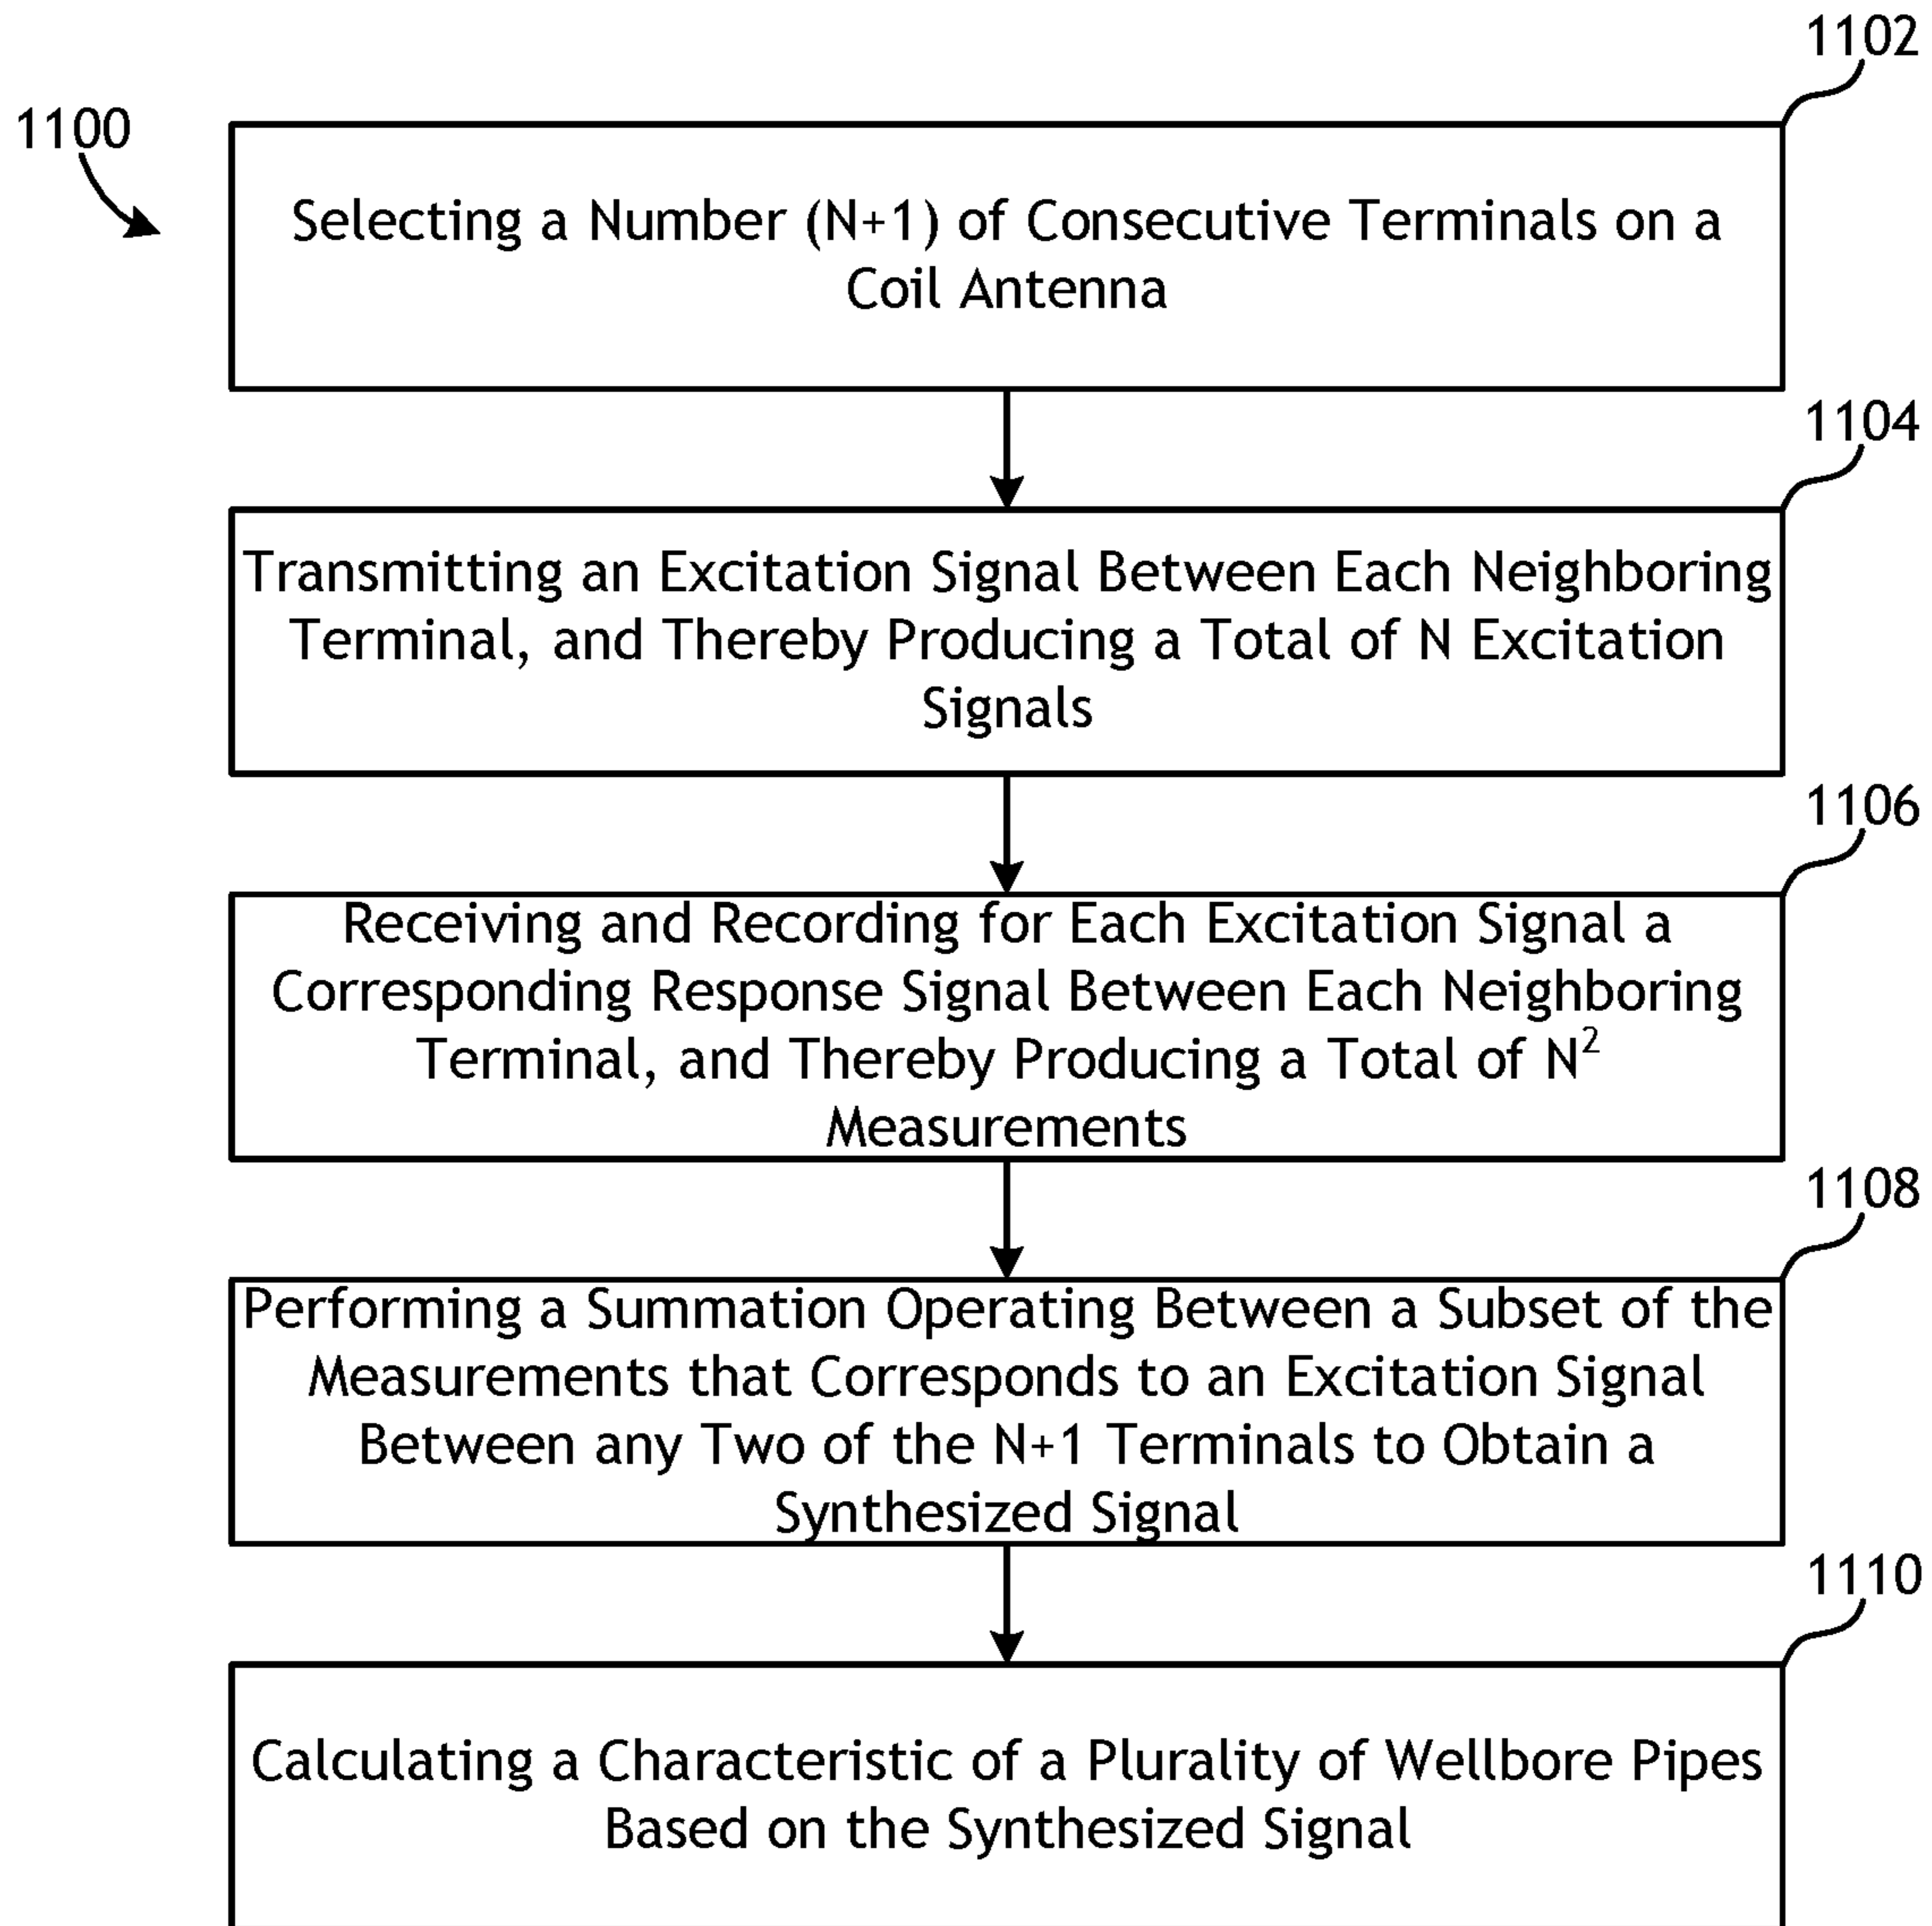 1102
1100
Selecting a Number (N+1) of Consecutive Terminals on a
Coil Antenna
1104
Transmitting an Excitation Signal Between Each Neighboring
Terminal, and Thereby Producing a Total of N Excitation
Signals
1106
Receiving and Recording for Each Excitation Signal a
Corresponding Response Signal Between Each Neighboring
Terminal, and Thereby Producing a Total of N²
Measurements
1108
Performing a Summation Operating Between a Subset of the
Measurements that Corresponds to an Excitation Signal
Between any Two of the N+1 Terminals to Obtain a
Synthesized Signal
1110
Calculating a Characteristic of a Plurality of Wellbore Pipes
Based on the Synthesized Signal